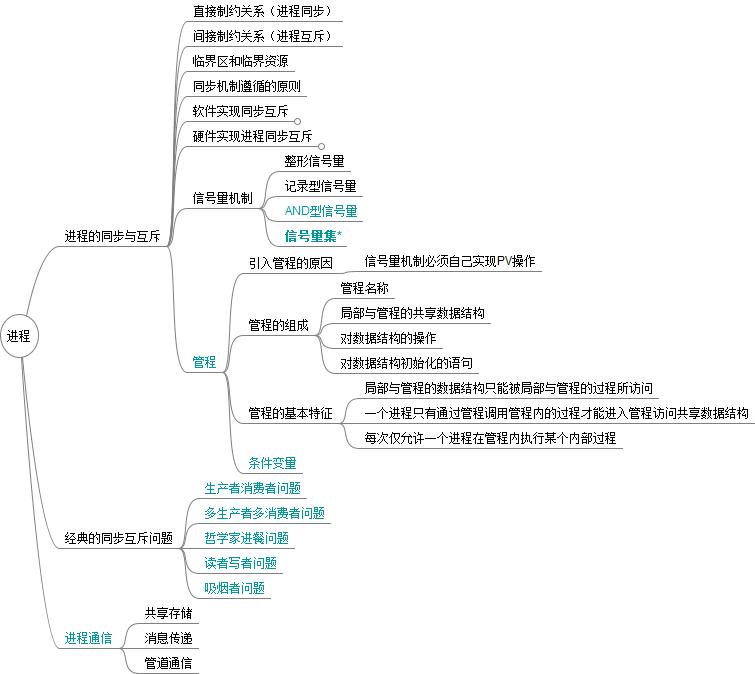 直接制约关系（进程同步）
间接制约关系（进程互斥）
临界区和临界资源
同步机制遵循的原则
软件实现同步互斥
硬件实现进程同步互斥
整形信号量
记录型信号量
信号量机制
AND型信号量
信号量集*
进程的同步与互斥
引入管程的原因
信号量机制必须自己实现PV操作
管程名称
局部与管程的共享数据结构
管程的组成
对数据结构的操作
对数据结构初始化的语句
进程
管程
局部与管程的数据结构只能被局部与管程的过程所访问
管程的基本特征
一个进程只有通过管程调用管程内的过程才能进入管程访问共享数据结构
每次仅允许一个进程在管程内执行某个内部过程
条件变量
生产者消费者问题
多生产者多消费者问题
经典的同步互斥问题
哲学家进餐问题
读者写者问题
吸烟者问题
共享存储
进程通信
消息传递
管道通信